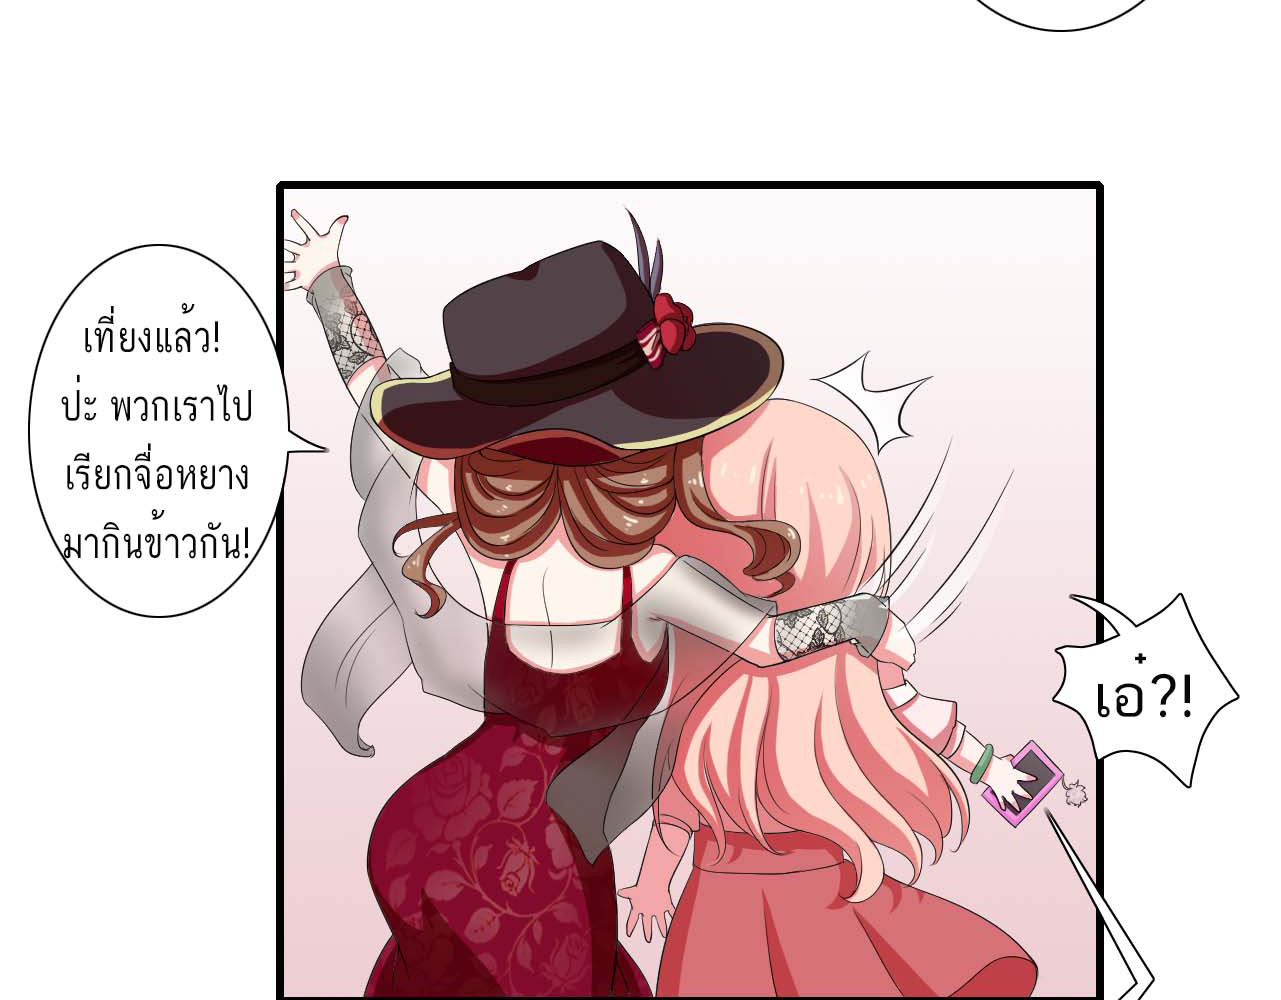 เที่ยงแล้ว!
ป่ะ พวกเราไป
เรียกจื่อหยาง
มากินข้าวกัน!
เอ๋?!